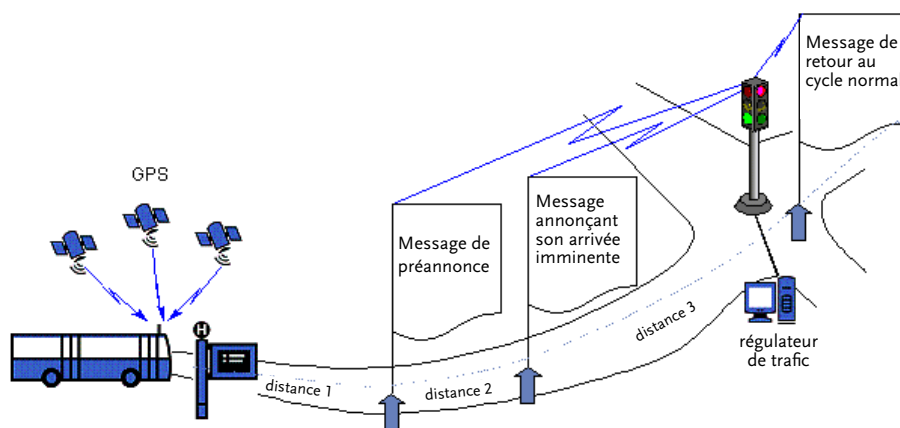 Message de
retour au
cycle normal
GPS
Message
annonçant
son arrivée
imminente
Message de
préannonce
H
distance 1
distance 2
distance 3
régulateur
de trafic